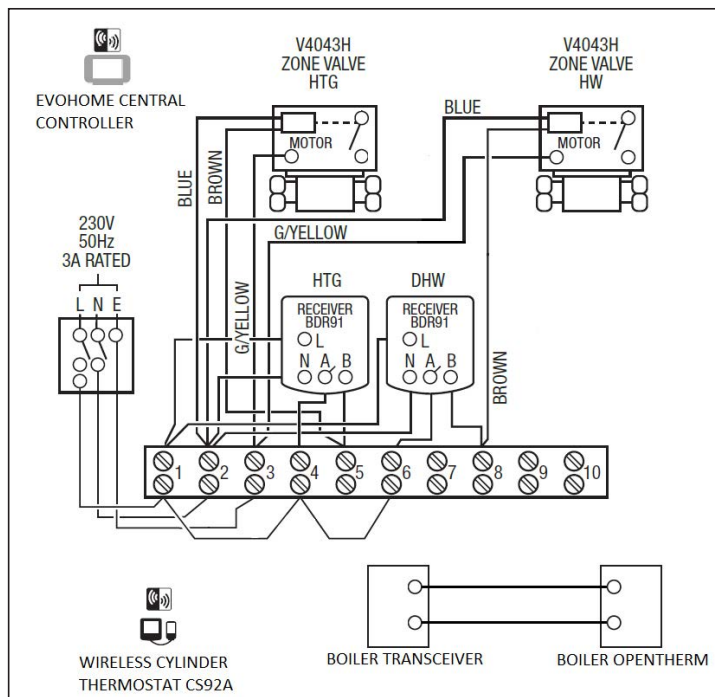 V4043H
ZONE VALVE
HTG
V4043H
ZONE VALVE
HW
EVOHOME CENTRAL
CONTROLLER
BLUE
MOTOR
MOTOR
BLUE
BROWN
G/YELLOW
230V
50Hz
3A RATED
L N E
HTG
DHW
G/YELLOW
RECEIVER
BDR91
L
N A B
RECEIVER
BDR91
L
N A B
BROWN
1 2 3 4 5 6 7 8 9 10
WIRELESS CYLINDER
THERMOSTAT CS92A
BOILER TRANSCEIVER
BOILER OPENTHERM